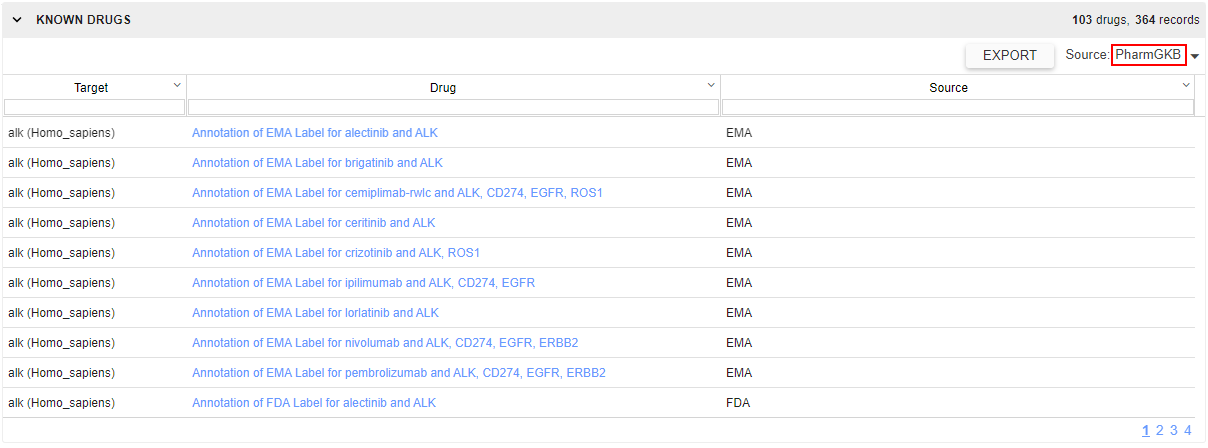 KNOWN DRUGS 103 drugs, 364 records
EXPORT Source: PharmGKB
Target Drug Source
alk (Homo_sapiens) Annotation of EMA Label for alectinib and ALK EMA
alk (Homo_sapiens) Annotation of EMA Label for brigatinib and ALK EMA
alk (Homo_sapiens) Annotation of EMA Label for cemiplimab-rwlc and ALK, CD274, EGFR, ROS1 EMA
alk (Homo_sapiens) Annotation of EMA Label for ceritinib and ALK EMA
alk (Homo_sapiens) Annotation of EMA Label for crizotinib and ALK, ROS1 EMA
alk (Homo_sapiens) Annotation of EMA Label for ipilimumab and ALK, CD274, EGFR EMA
alk (Homo_sapiens) Annotation of EMA Label for lorlatinib and ALK EMA
alk (Homo_sapiens) Annotation of EMA Label for nivolumab and ALK, CD274, EGFR, ERBB2 EMA
alk (Homo_sapiens) Annotation of EMA Label for pembrolizumab and ALK, CD274, EGFR, ERBB2 EMA
alk (Homo_sapiens) Annotation of FDA Label for alectinib and ALK FDA
1 2 3 4